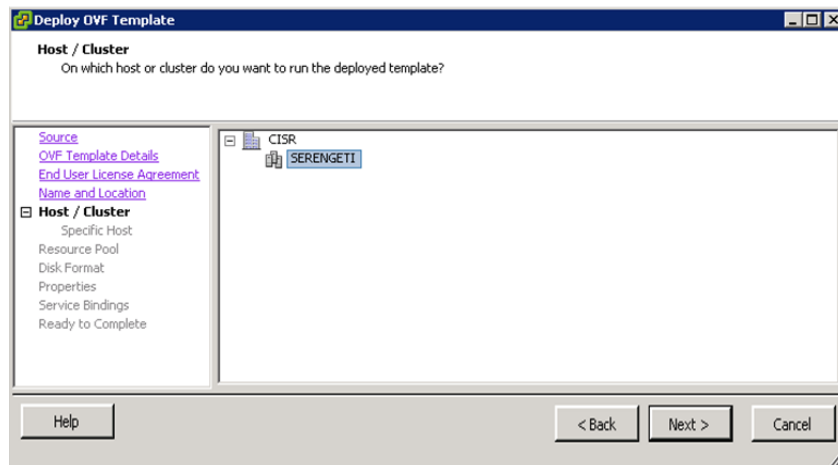 Deploy OVF Template
Host / Cluster
On which host or cluster do you want to run the deployed template?
Source
OVF Template Details
End User License Agreement
Name and Location
Host / Cluster
Specific Host
Resource Pool
Disk Format
Properties
Service Bindings
Ready to Complete
CISR
SERENGETI
Help
< Back
Next >
Cancel